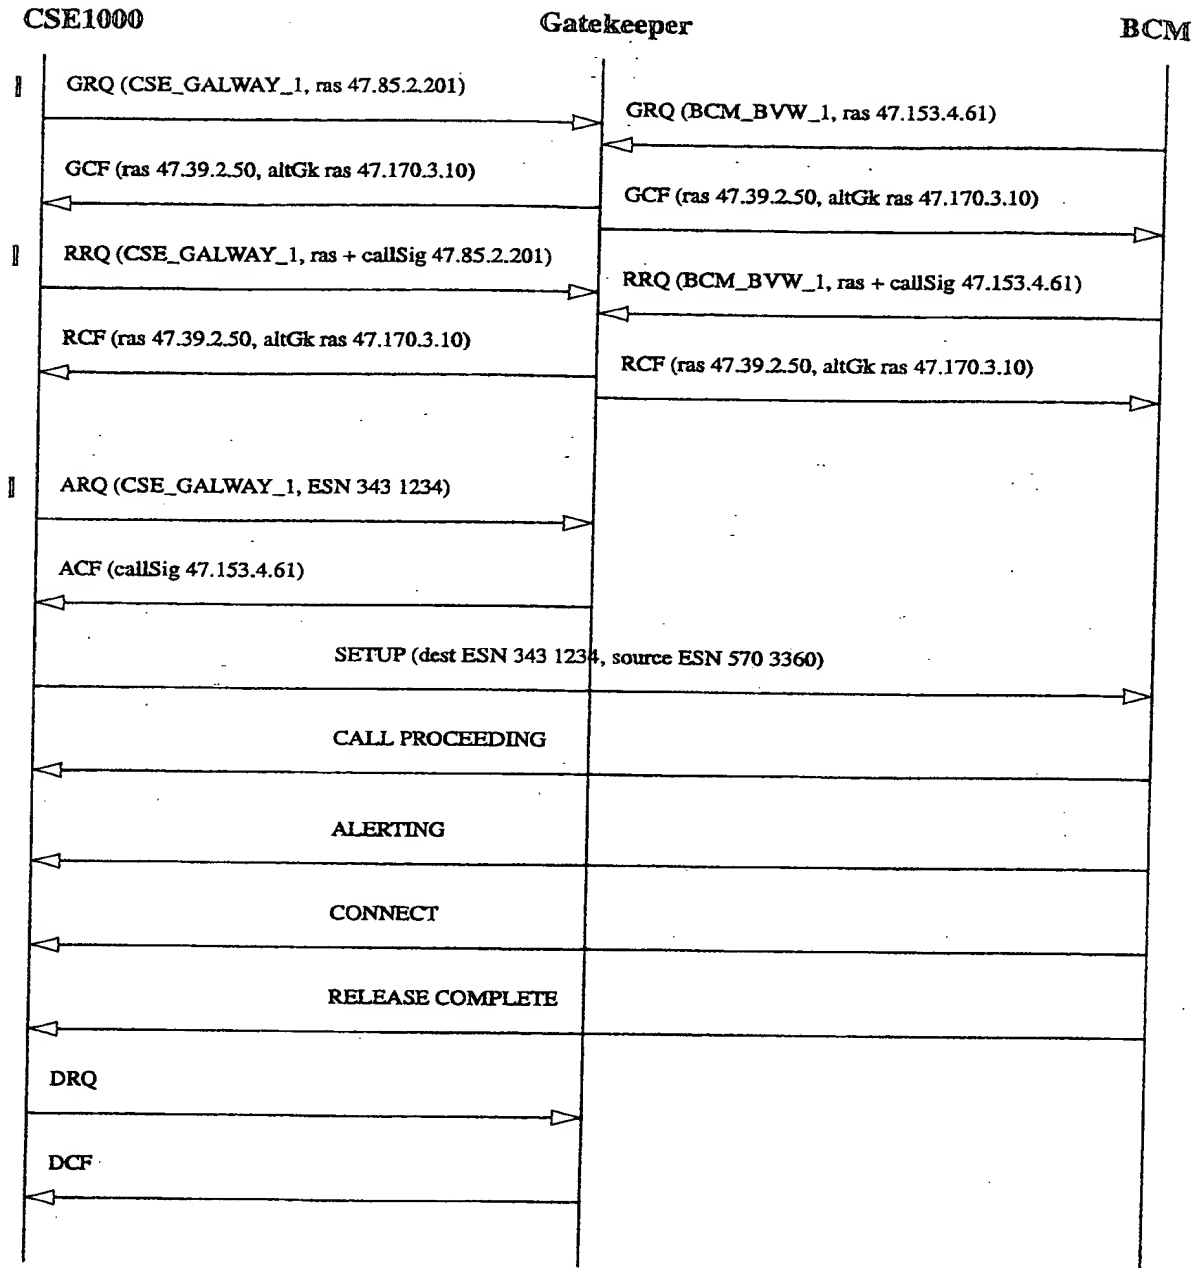 CSE1000
Gatekeeper
BCM
GRQ (CSE_GALWAY_1, ras 47.85.2.201)
GRQ (BCM_BVW_1, ras 47.153.4.61)
GCF (ras 47.39.2.50, altGk ras 47.170.3.10)
GCF (ras 47.39.2.50, altGk ras 47.170.3.10)
RRQ (CSE_GALWAY_1, ras + callSig 47.85.2.201)
RRQ (BCM_BVW_1, ras + callSig 47.153.4.61)
RCF (ras 47.39.2.50, altGk ras 47.170.3.10)
RCF (ras 47.39.2.50, altGk ras 47.170.3.10)
ARQ (CSE_GALWAY_1, ESN 343 1234)
ACF (callSig 47.153.4.61)
SETUP (dest ESN 343 1234, source ESN 570 3360)
CALL PROCEEDING
ALERTING
CONNECT
RELEASE COMPLETE
DRQ
DCF